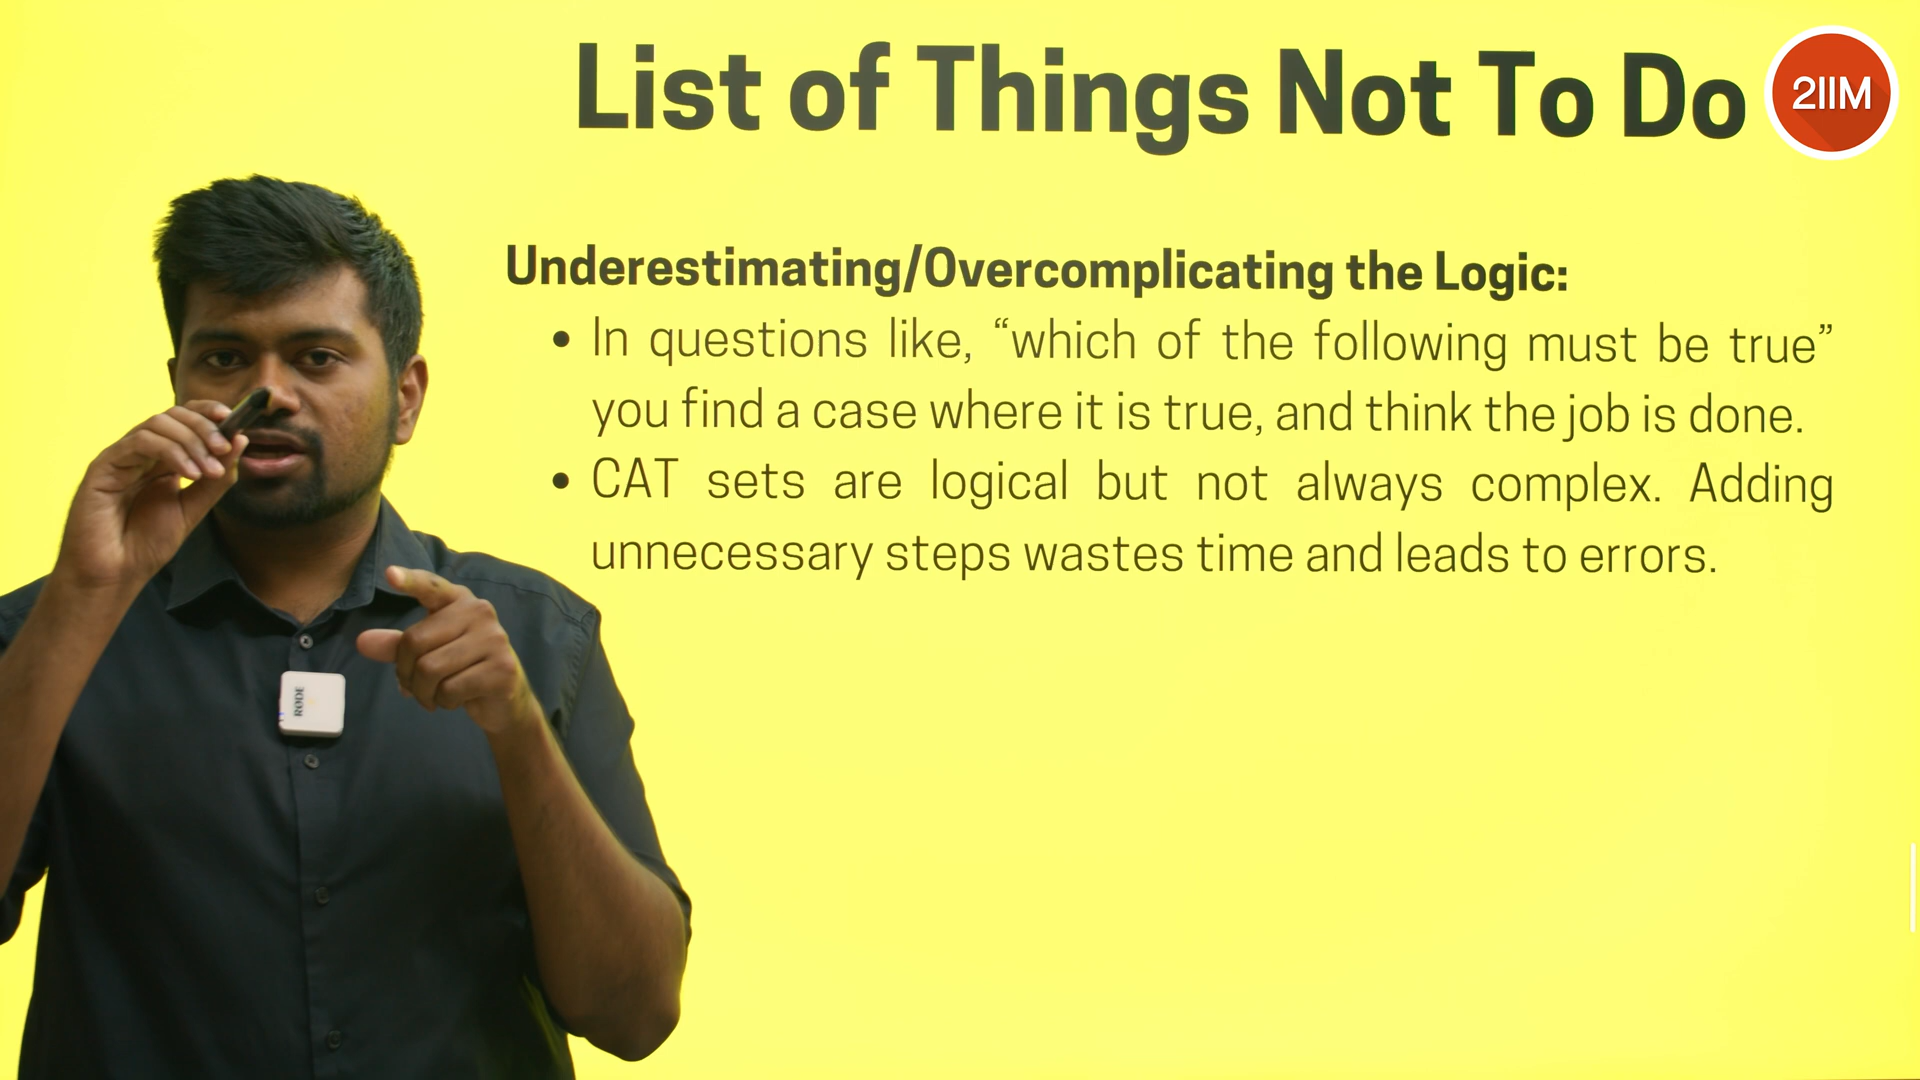 List of Things Not To Do
2IIM
Underestimating/Overcomplicating the Logic:
• In questions like, “which of the following must be true”
you find a case where it is true, and think the job is done.
• CAT sets are logical but not always complex. Adding
unnecessary steps wastes time and leads to errors.
RODE